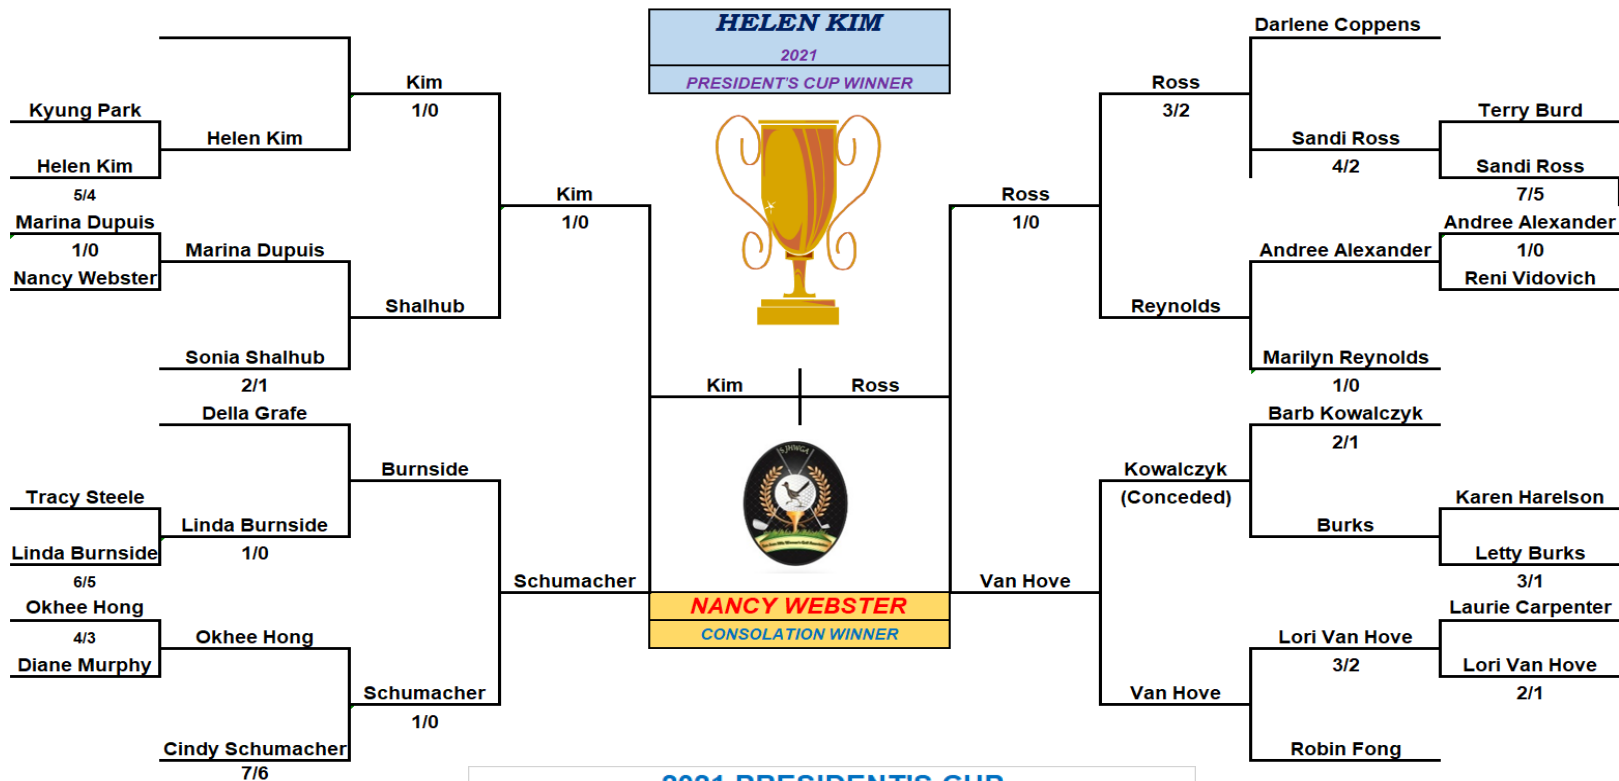 HELEN KIM
2021
PRESIDENT'S CUP WINNER
Kyung Park
Helen Kim
5/4
Marina Dupuis
1/0
Nancy Webster
Helen Kim
Marina Dupuis
Sonia Shalhub
2/1
Kim
1/0
Shalhub
Kim
1/0
Della Grafe
Tracy Steele
Linda Burnside
6/5
Okhee Hong
4/3
Diane Murphy
Linda Burnside
1/0
Okhee Hong
Cindy Schumacher
7/6
Burnside
Schumacher
1/0
Schumacher
Kim
Ross
SJHWGA
NANCY WEBSTER
CONSOLATION WINNER
Ross
1/0
Van Hove
Ross
3/2
Reynolds
Kowalczyk
(Conceded)
Van Hove
Darlene Coppens
Sandi Ross
4/2
Andree Alexander
Marilyn Reynolds
1/0
Barb Kowalczyk
2/1
Burks
Lori Van Hove
3/2
Robin Fong
Terry Burd
Sandi Ross
7/5
Andree Alexander
1/0
Reni Vidovich
Karen Harelson
Letty Burks
3/1
Laurie Carpenter
Lori Van Hove
2/1
2021 PRESIDENT'S CUP